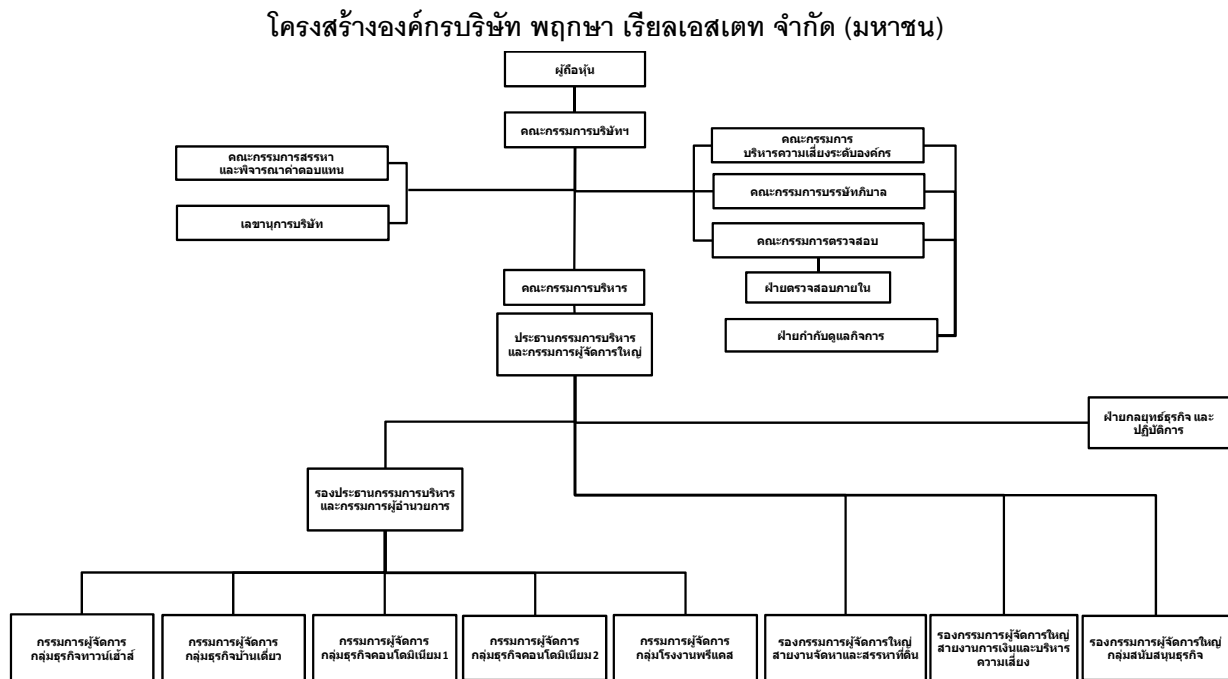 โครงสร้างองค์กรบริษัท พฤกษา เรียลเอสเตท จำกัด (มหาชน)
ผู้ถือหุ้น
คณะกรรมการบริษัทฯ
คณะกรรมการสรรหา
และพิจารณาค่าตอบแทน
เลขานุการบริษัท
คณะกรรมการ
บริหารความเสี่ยงระดับองค์กร
คณะกรรมการบรรษัทภิบาล
คณะกรรมการตรวจสอบ
ฝ่ายตรวจสอบภายใน
ฝ่ายกำกับดูแลกิจการ
คณะกรรมการบริหาร
ประธานกรรมการบริหาร
และกรรมการผู้จัดการใหญ่
ฝ่ายกลยุทธ์ธุรกิจ และ
ปฏิบัติการ
รองประธานกรรมการบริหาร
และกรรมการผู้อำนวยการ
กรรมการผู้จัดการ
กลุ่มธุรกิจทาวน์เฮ้าส์
กรรมการผู้จัดการ
กลุ่มธุรกิจบ้านเดี่ยว
กรรมการผู้จัดการ
กลุ่มธุรกิจคอนโดมิเนียม1
กรรมการผู้จัดการ
กลุ่มธุรกิจคอนโดมิเนียม2
กรรมการผู้จัดการ
กลุ่มโรงงานพรีแคส
รองกรรมการผู้จัดการใหญ่
สายงานจัดหาและสรรหาที่ดิน
รองกรรมการผู้จัดการใหญ่
สายงานการเงินและบริหาร
ความเสี่ยง
รองกรรมการผู้จัดการใหญ่
กลุ่มสนับสนุนธุรกิจ